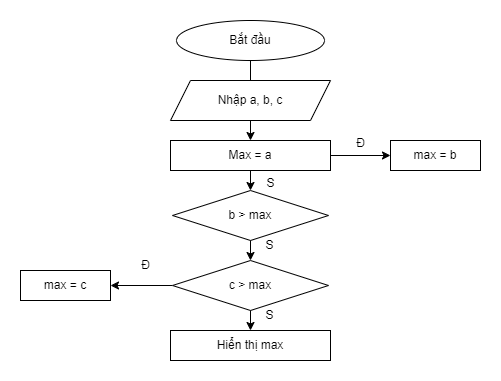 Bắt đầu
Nhập a, b, c
Max = a
Đ
max = b
S
b > max
S
Đ
max = c
c > max
S
Hiển thị max